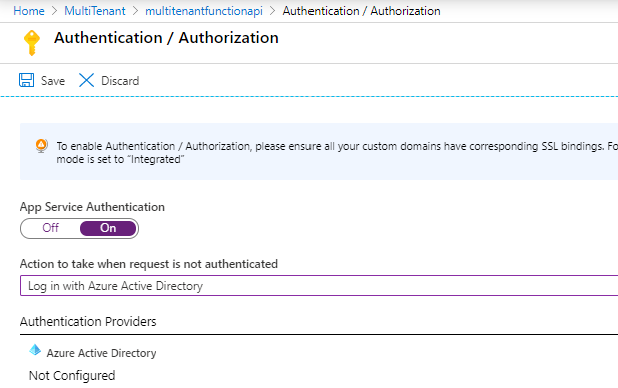 Home > MultiTenant > multitenantfunctionapi > Authentication / Authorization
Authentication / Authorization
Save Discard
To enable Authentication / Authorization, please ensure all your custom domains have corresponding SSL bindings. Fo
mode is set to "Integrated"
App Service Authentication
Off On
Action to take when request is not authenticated
Log in with Azure Active Directory
Authentication Providers
Azure Active Directory
Not Configured